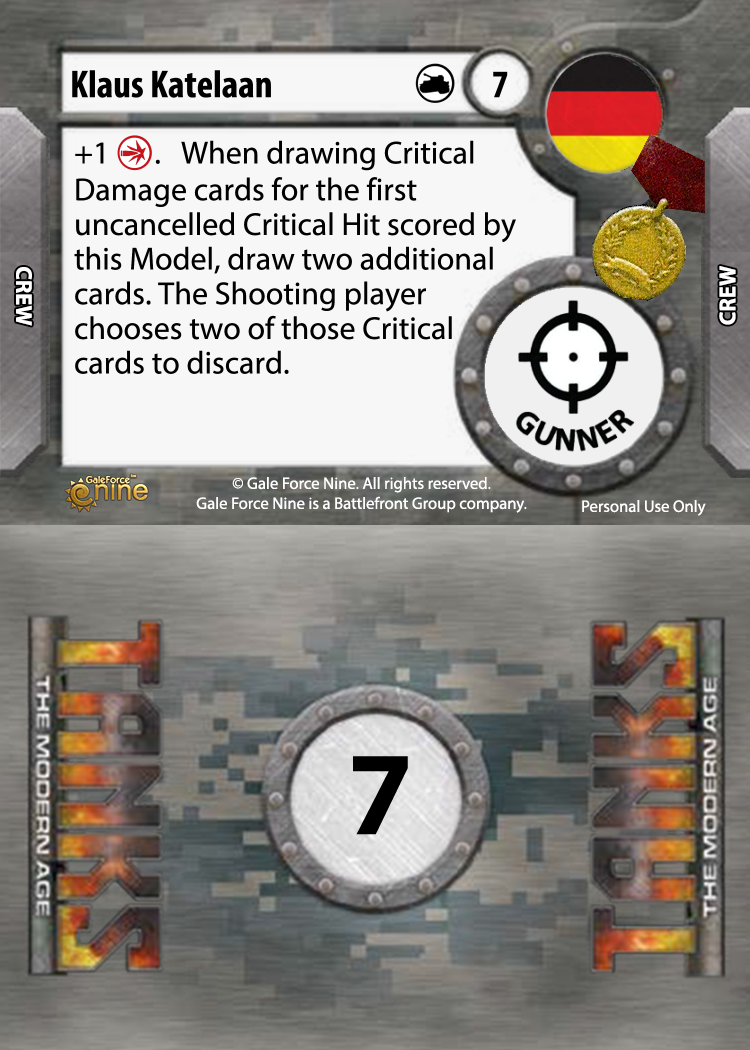 Klaus Katelaan
7
+1 . When drawing Critical
Damage cards for the first
uncancelled Critical Hit scored by
this Model, draw two additional
cards. The Shooting player
chooses two of those Critical
cards to discard.
CREW
CREW
GUNNER
GaleForce™
nine
© Gale Force Nine. All rights reserved.
Gale Force Nine is a Battlefront Group company.
Personal Use Only
TANKS
THE MODERN AGE
7
TANKS
THE MODERN AGE